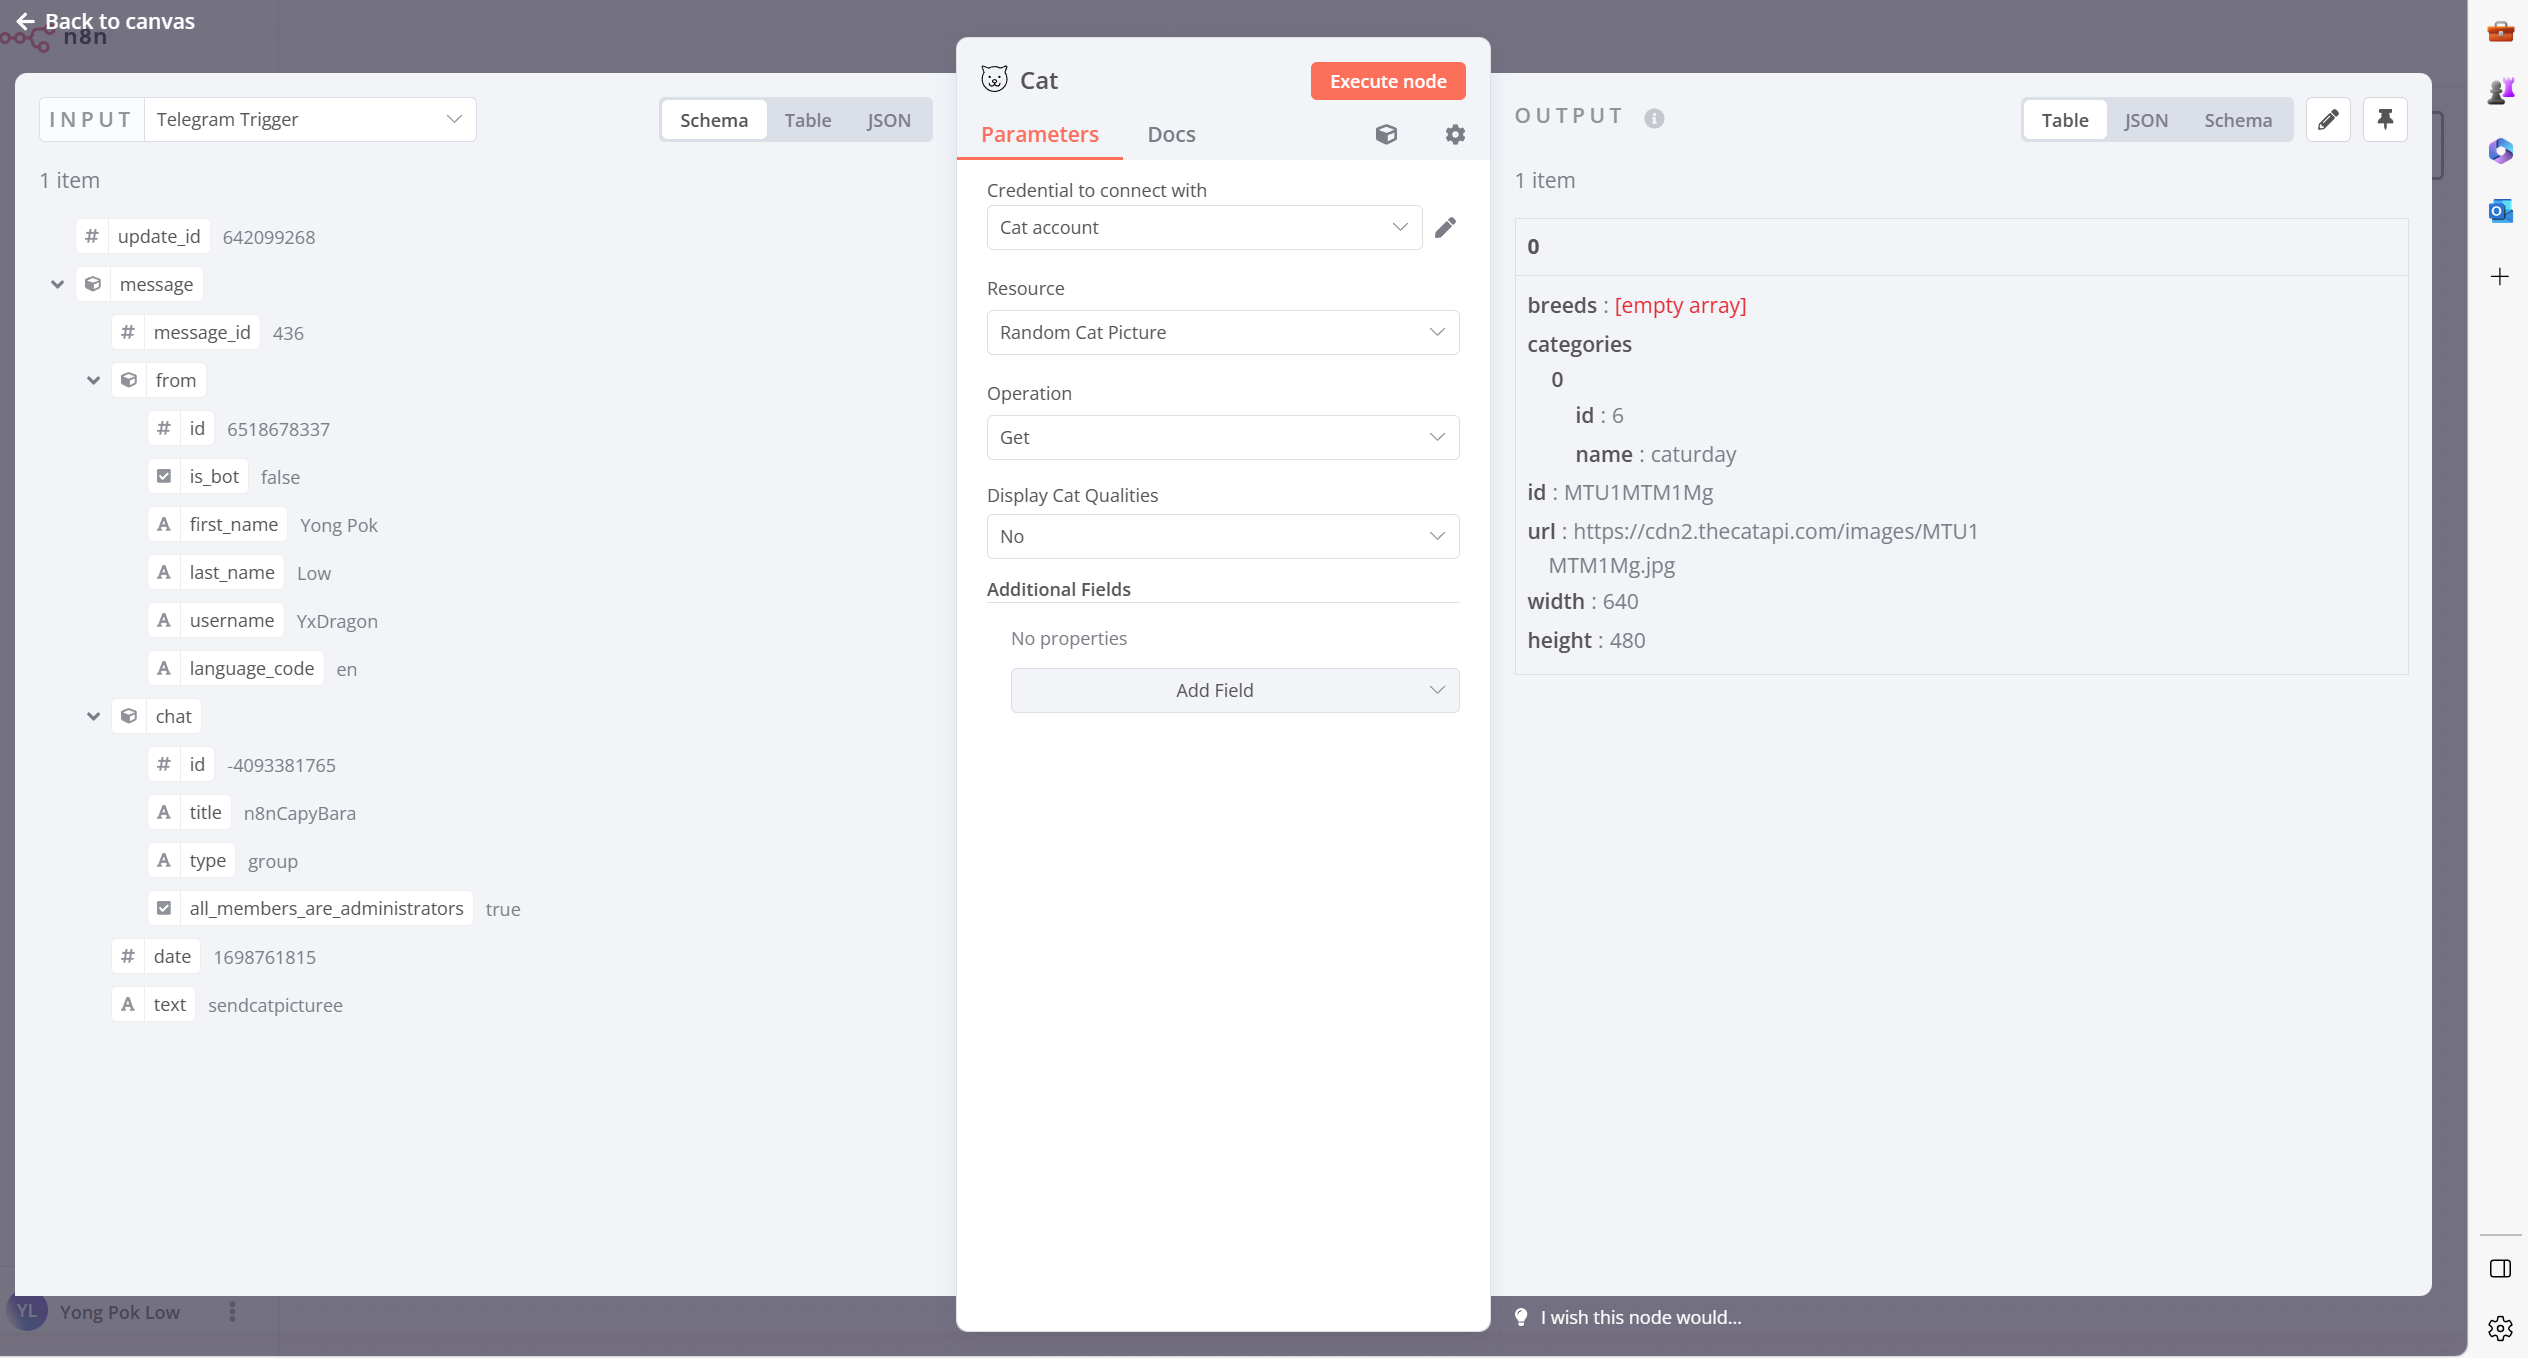 Back to canvas
n8n
INPUT Telegram Trigger
Schema Table JSON
1 item
# update_id 642099268
message
# message_id 436
from
# id 6518678337
is_bot false
A first_name Yong Pok
A last_name Low
A username YxDragon
A language_code en
chat
# id -4093381765
A title n8nCapyBara
A type group
all_members_are_administrators true
# date 1698761815
A text sendcatpicturee
Cat
Execute node
Parameters Docs
Credential to connect with
Cat account
Resource
Random Cat Picture
Operation
Get
Display Cat Qualities
No
Additional Fields
No properties
Add Field
OUTPUT
Table JSON Schema
1 item
0
breeds : [empty array]
categories
0
id : 6
name : caturday
id : MTU1MTM1Mg
url : https://cdn2.thecatapi.com/images/MTU1
MTM1Mg.jpg
width : 640
height : 480
YL Yong Pok Low
I wish this node would...